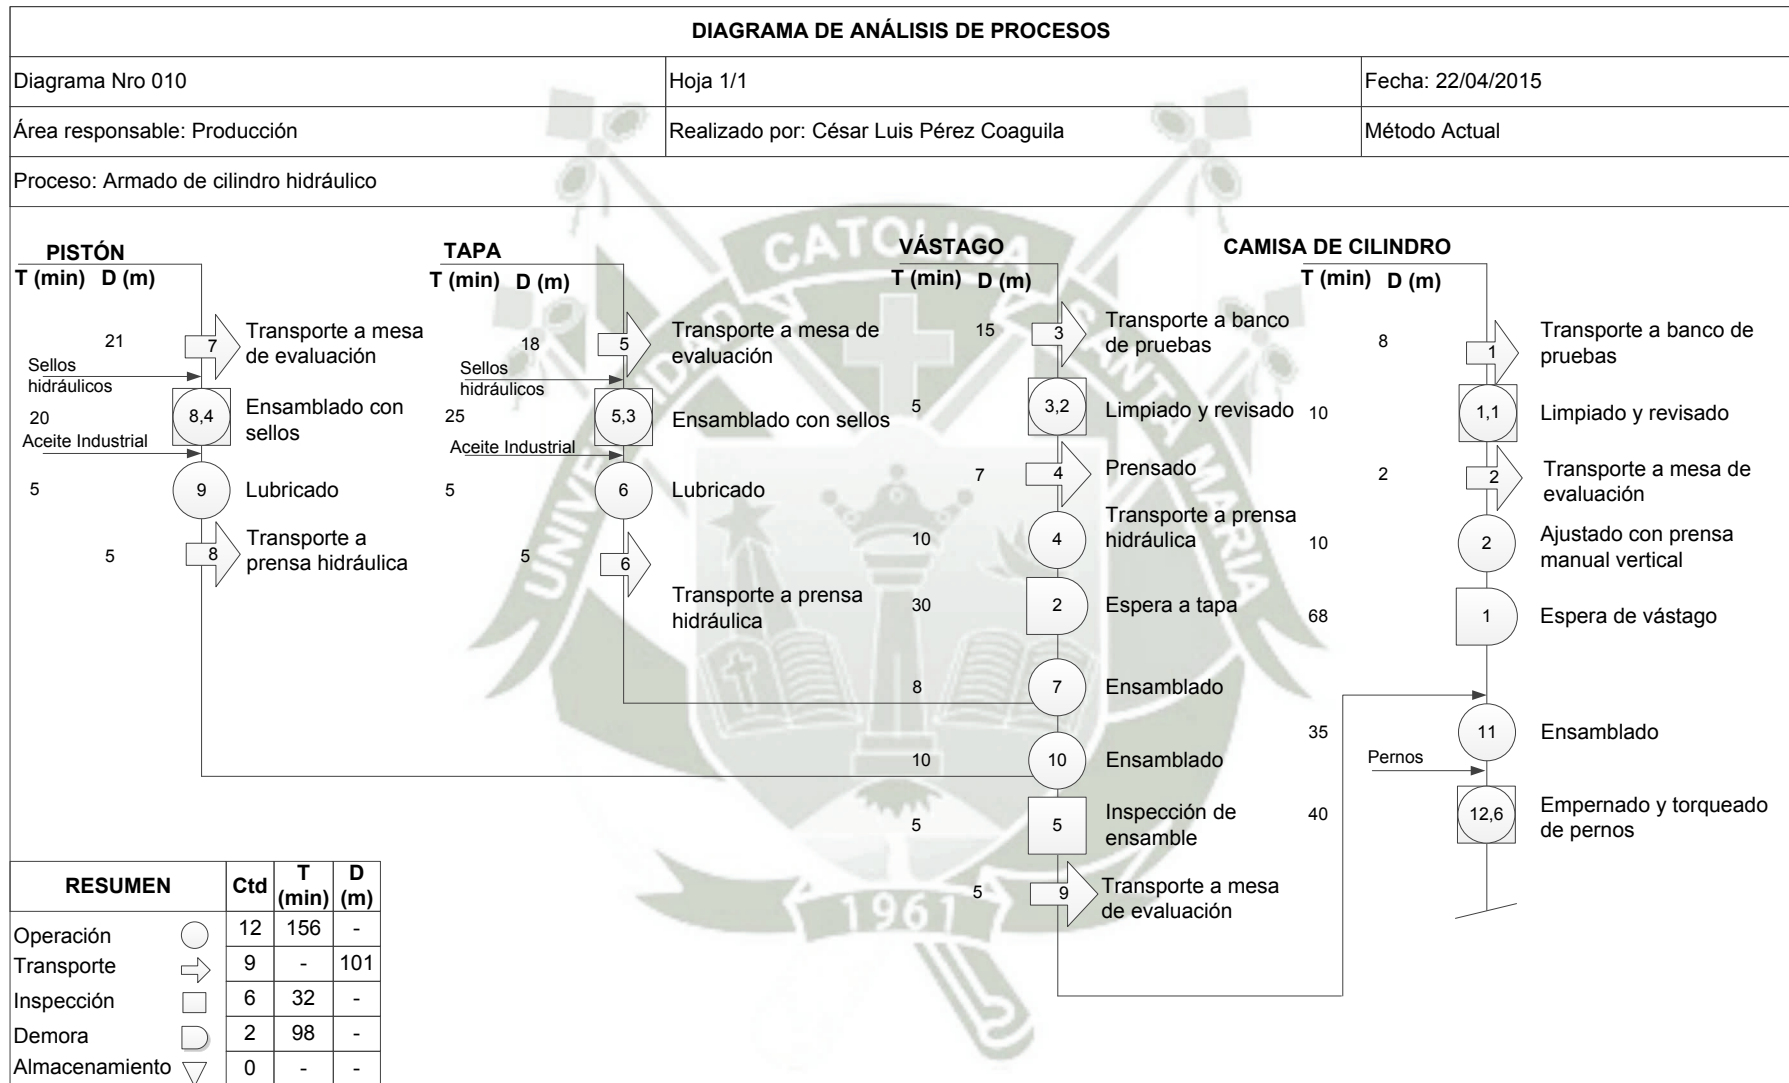 DIAGRAMA DE ANÁLISIS DE PROCESOS
Diagrama Nro 010
Hoja 1/1
Fecha: 22/04/2015
Área responsable: Producción
Realizado por: César Luis Pérez Coaguila
Método Actual
Proceso: Armado de cilindro hidráulico
PISTÓN
T (min) D (m)
21
7
Transporte a mesa
de evaluación
Sellos
hidráulicos
20
8,4
Ensamblado con
sellos
Aceite Industrial
5
9
Lubricado
5
8
Transporte a
prensa hidráulica
TAPA
T (min) D (m)
18
5
Transporte a mesa de
evaluación
Sellos
hidráulicos
25
5,3
Ensamblado con sellos
Aceite Industrial
5
6
Lubricado
5
6
Transporte a prensa
hidráulica
VÁSTAGO
T (min) D (m)
15
3
Transporte a banco
de pruebas
5
3,2
Limpiado y revisado
7
4
Prensado
10
4
Transporte a prensa
hidráulica
30
2
Espera a tapa
8
7
Ensamblado
10
10
Ensamblado
5
5
Inspección de
ensamble
5
9
Transporte a mesa
de evaluación
CAMISA DE CILINDRO
T (min) D (m)
8
1
Transporte a banco de
pruebas
10
1,1
Limpiado y revisado
2
2
Transporte a mesa de
evaluación
10
2
Ajustado con prensa
manual vertical
68
1
Espera de vástago
35
11
Ensamblado
Pernos
40
12,6
Empernado y torqueado
de pernos
RESUMEN Ctd T (min) D (m)
Operación 12 156 -
Transporte 9 - 101
Inspección 6 32 -
Demora 2 98 -
Almacenamiento 0 - -
UNIVERSIDAD CATOLICA SANTA MARIA
1961